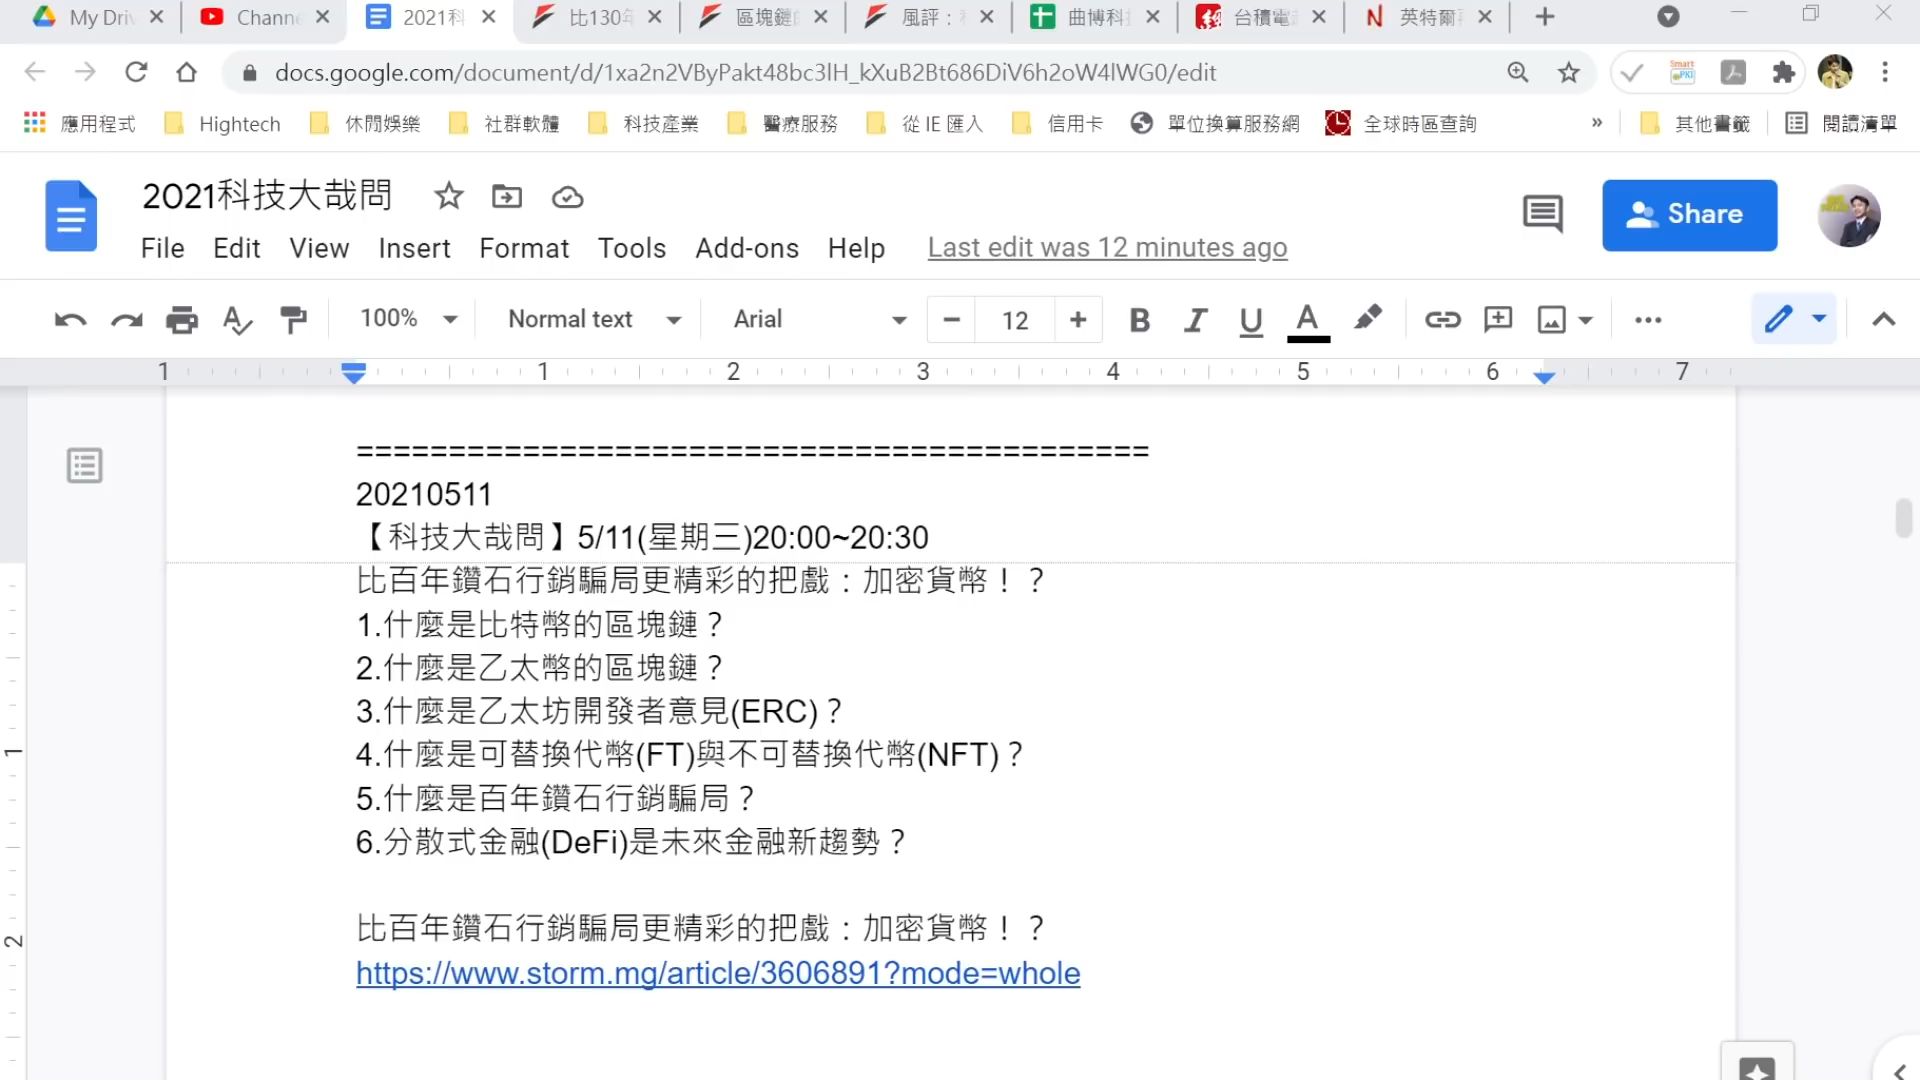 My Driv
Channe
2021科
比130年
區塊鏈
風評：
曲博科
台積電
英特爾
docs.google.com/document/d/1xa2n2VByPakt48bc3lH_kXuB2Bt686DiV6h2oW4lWG0/edit
應用程式 Hightech 休閒娛樂 社群軟體 科技產業 醫療服務 從 IE 匯入 信用卡 單位換算服務網 全球時區查詢 » 其他書籤 閱讀清單
2021科技大哉問
Share
File Edit View Insert Format Tools Add-ons Help Last edit was 12 minutes ago
100% Normal text Arial 12 B I U A
1 1 2 3 4 5 6 7
===========================================
20210511
【科技大哉問】5/11(星期三)20:00~20:30
比百年鑽石行銷騙局更精彩的把戲：加密貨幣！？
1.什麼是比特幣的區塊鏈？
2.什麼是乙太幣的區塊鏈？
3.什麼是乙太坊開發者意見(ERC)？
4.什麼是可替換代幣(FT)與不可替換代幣(NFT)？
5.什麼是百年鑽石行銷騙局？
6.分散式金融(DeFi)是未來金融新趨勢？
比百年鑽石行銷騙局更精彩的把戲：加密貨幣！？
https://www.storm.mg/article/3606891?mode=whole
1
2